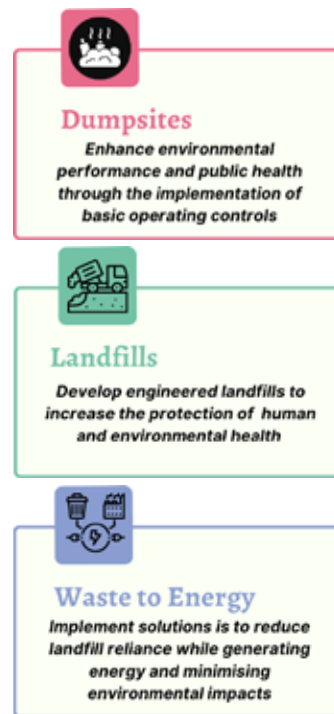 Dumpsites
Enhance environmental
performance and public health
through the implementation of
basic operating controls
Landfills
Develop engineered landfills to
increase the protection of human
and environmental health
Waste to Energy
Implement solutions is to reduce
landfill reliance while generating
energy and minimising
environmental impacts